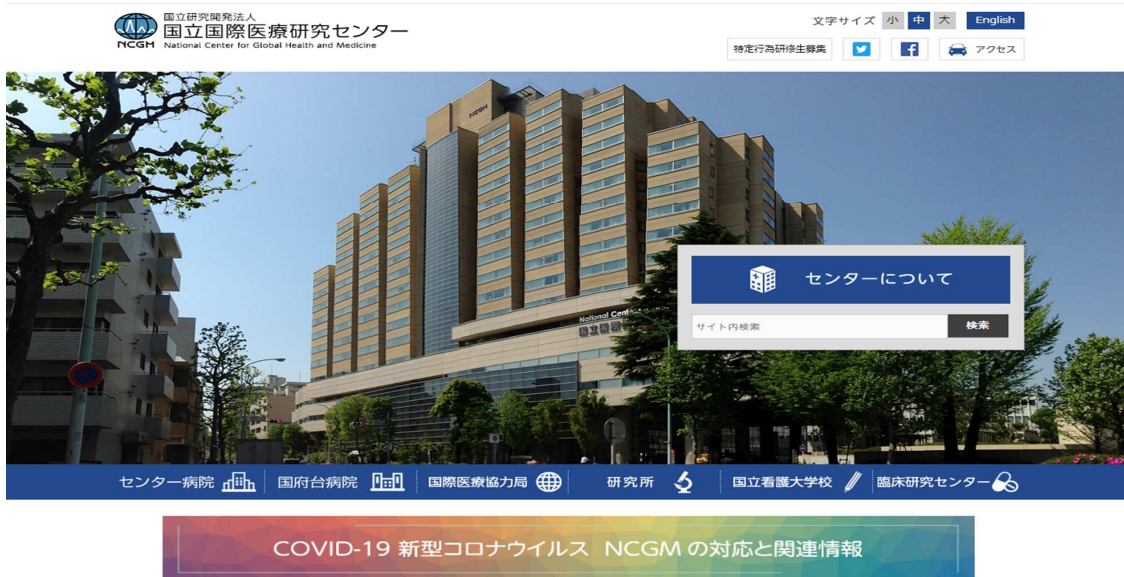 国立研究開発法人
国立国際医療研究センター
NCGM National Center for Global Health and Medicine
文字サイズ 小 中 大 English
特定行為研修生募集 アクセス
NCGM
センターについて
National Cent
サイト内検索 検索
センター病院 国府台病院 国際医療協力局 研究所 国立看護大学校 臨床研究センター
COVID-19 新型コロナウイルス NCGMの対応と関連情報